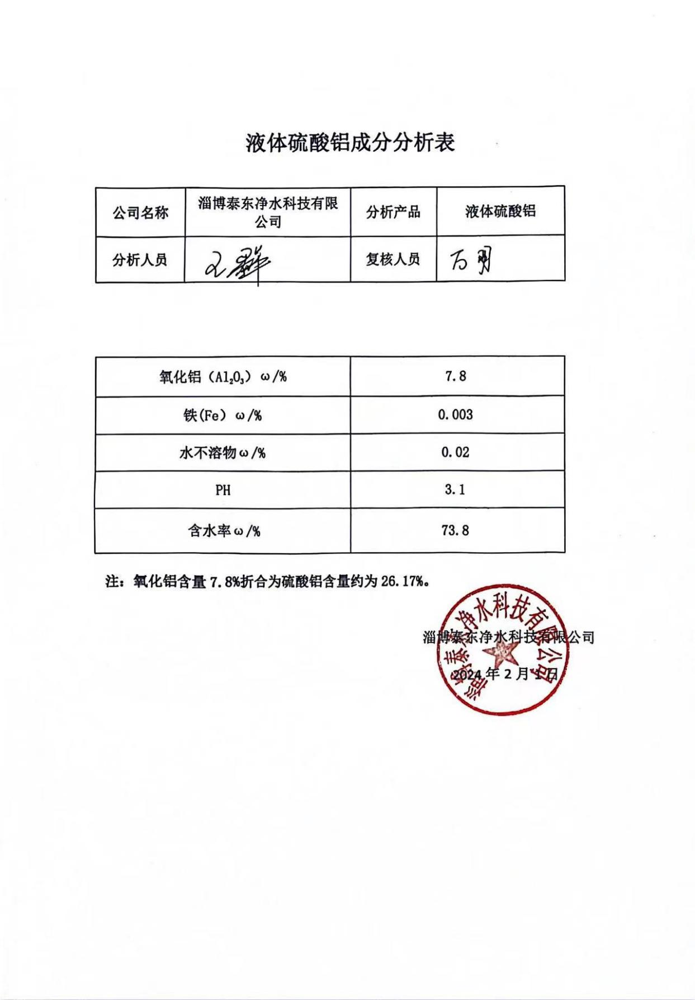 液体硫酸铝成分分析表
公司名称 淄博泰东净水科技有限公司 分析产品 液体硫酸铝
分析人员 复核人员 万明
氧化铝（Al₂O₃）ω/% 7.8
铁(Fe）ω/% 0.003
水不溶物ω/% 0.02
PH 3.1
含水率ω/% 73.8
注：氧化铝含量 7.8%折合为硫酸铝含量约为 26.17%。
淄博泰东净水科技有限公司
淄博泰东净水科技有限公司
2024 年 2 月 1 日